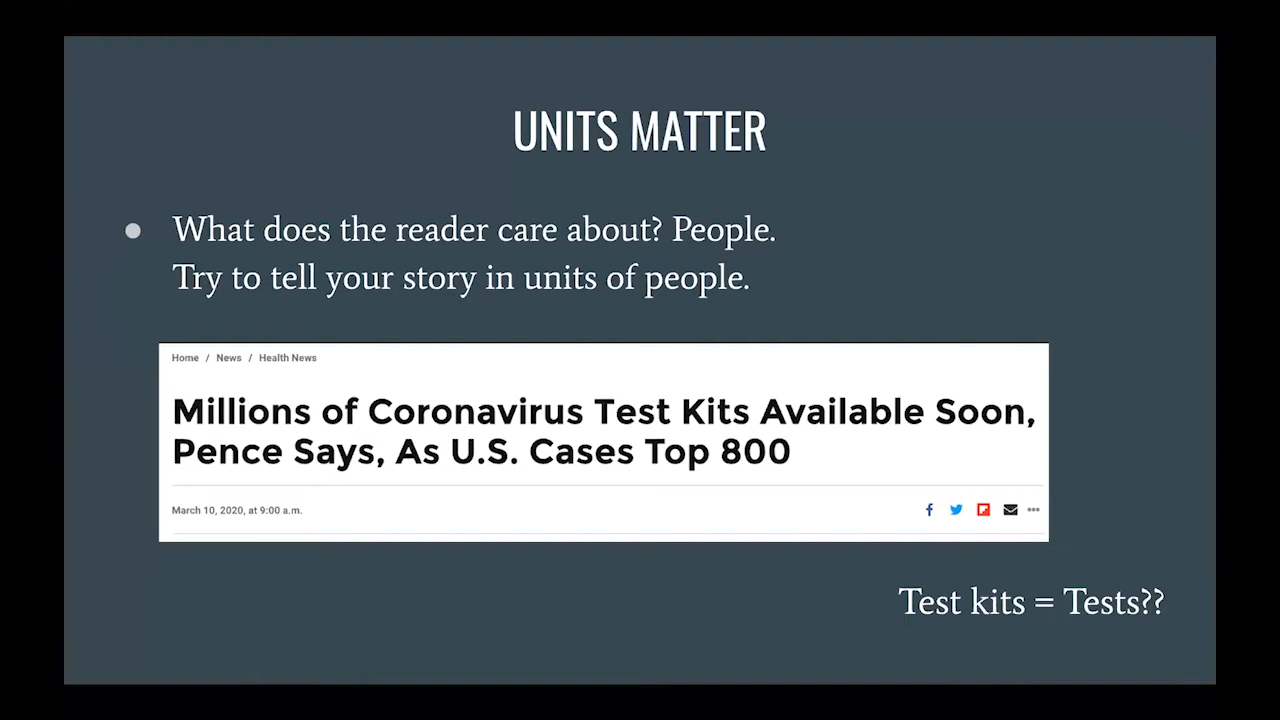 UNITS MATTER
● What does the reader care about? People.
Try to tell your story in units of people.
Home / News / Health News
Millions of Coronavirus Test Kits Available Soon,
Pence Says, As U.S. Cases Top 800
March 10, 2020, at 9:00 a.m.
Test kits = Tests??